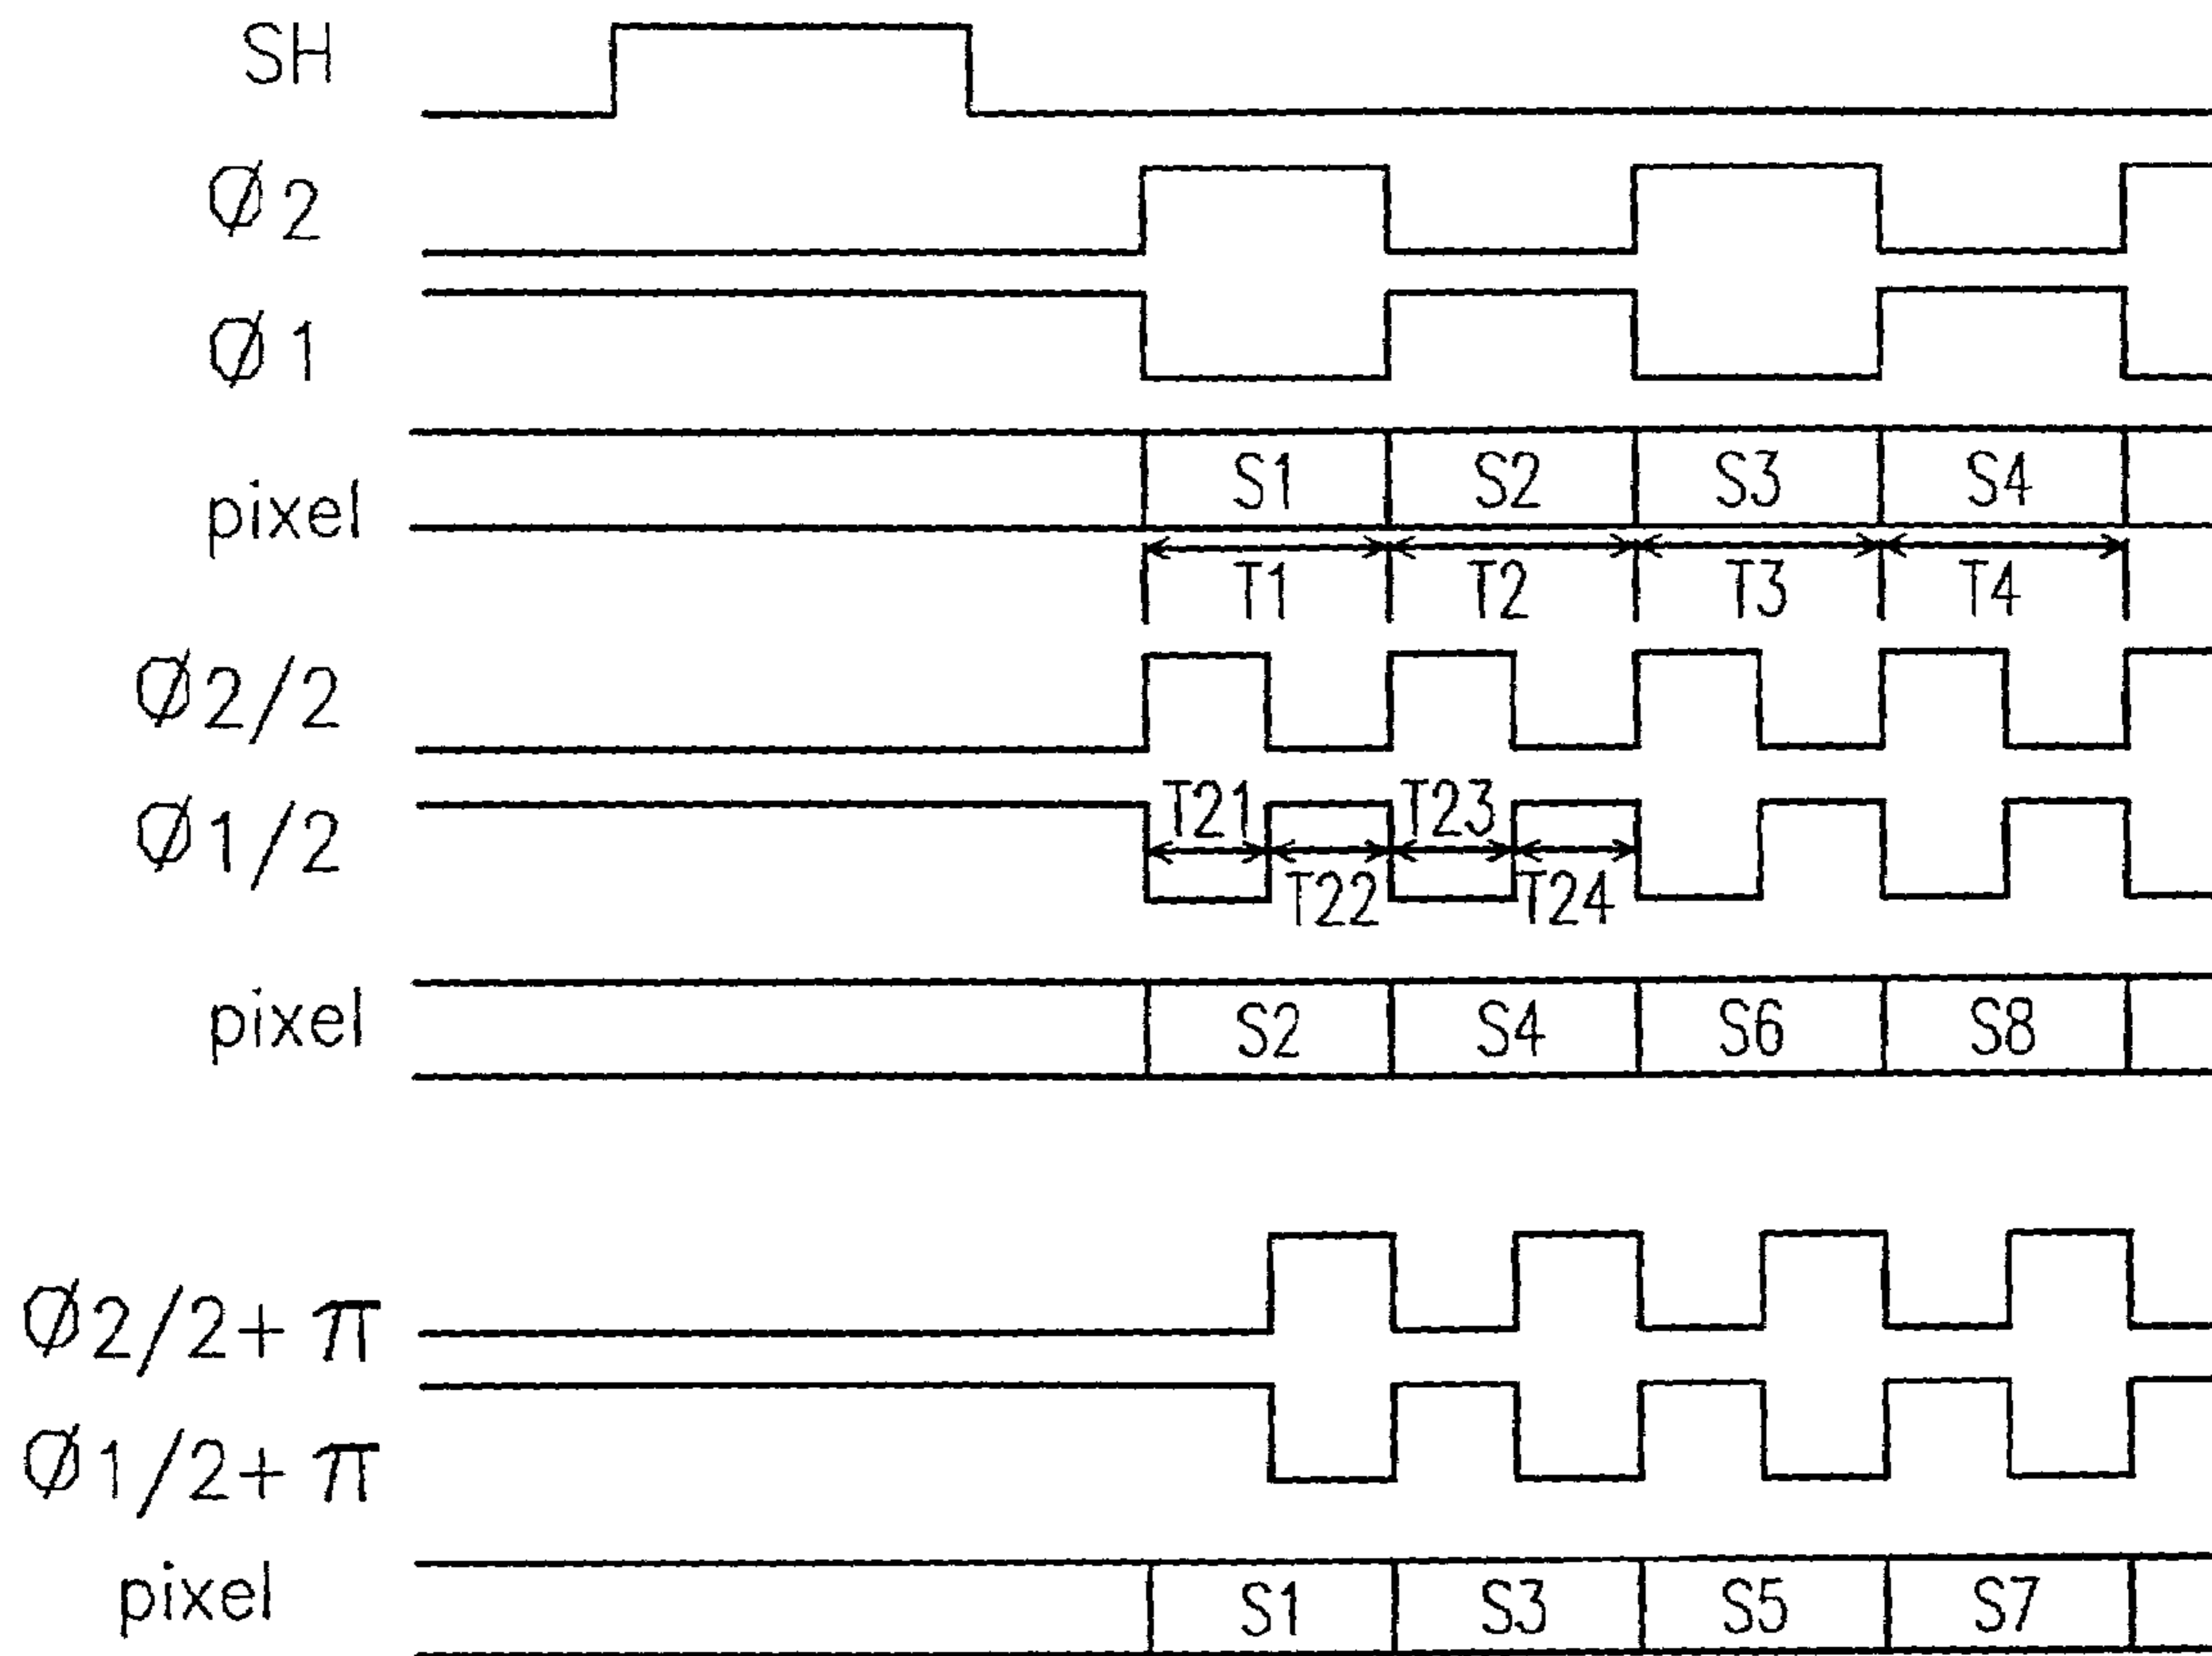 SH
Ø2
Ø1
pixel S1 S2 S3 S4
T1 T2 T3 T4
Ø2/2
Ø1/2 T21 T22 T23 T24
pixel S2 S4 S6 S8
Ø2/2+π
Ø1/2+π
pixel S1 S3 S5 S7